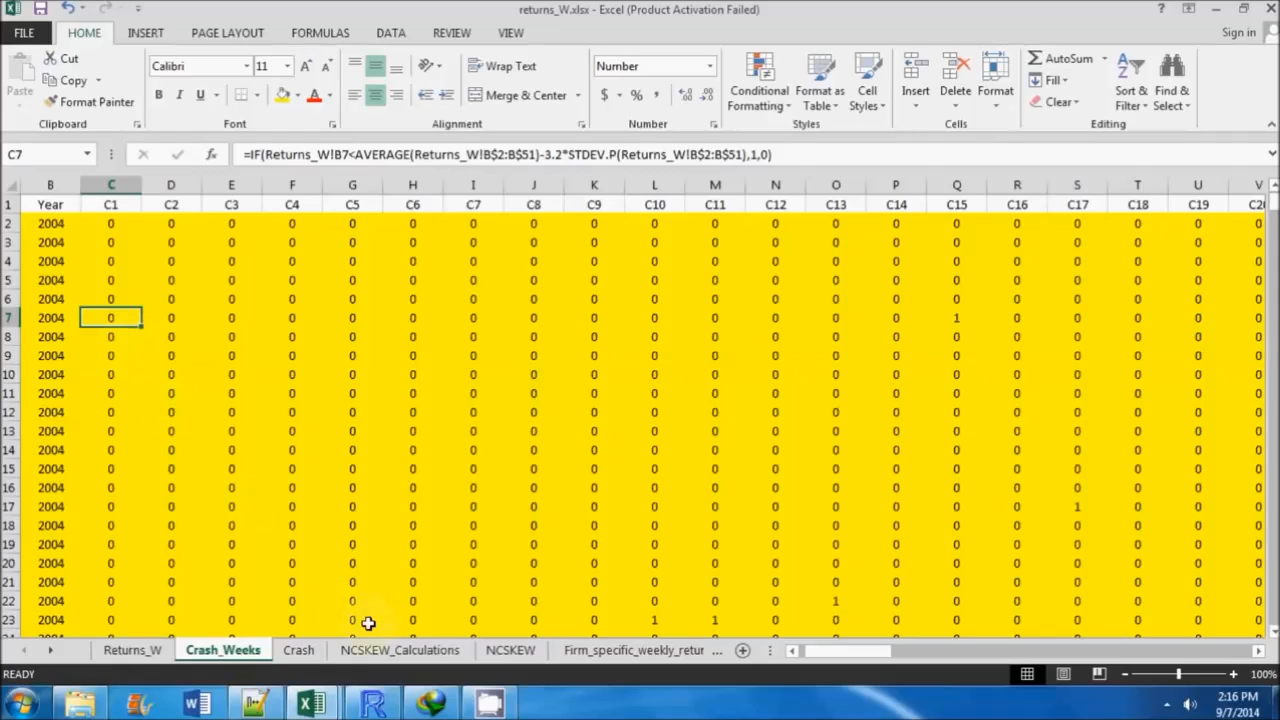 returns_W.xlsx - Excel (Product Activation Failed)
FILE HOME INSERT PAGE LAYOUT FORMULAS DATA REVIEW VIEW Sign in
Paste Cut Copy Format Painter
Calibri 11 B I U
Wrap Text Merge & Center
Number $ % ,
Conditional Formatting Format as Table Cell Styles
Insert Delete Format
AutoSum Fill Clear Sort & Filter Find & Select
Clipboard Font Alignment Number Styles Cells Editing
C7 fx =IF(Returns_W!B7<AVERAGE(Returns_W!B$2:B$51)-3.2*STDEV.P(Returns_W!B$2:B$51),1,0)
B C D E F G H I J K L M N O P Q R S T U V
1 Year C1 C2 C3 C4 C5 C6 C7 C8 C9 C10 C11 C12 C13 C14 C15 C16 C17 C18 C19
2 2004 0 0 0 0 0 0 0 0 0 0 0 0 0 0 0 0 0 0 0 0
3 2004 0 0 0 0 0 0 0 0 0 0 0 0 0 0 0 0 0 0 0 0
4 2004 0 0 0 0 0 0 0 0 0 0 0 0 0 0 0 0 0 0 0 0
5 2004 0 0 0 0 0 0 0 0 0 0 0 0 0 0 0 0 0 0 0 0
6 2004 0 0 0 0 0 0 0 0 0 0 0 0 0 0 0 0 0 0 0 0
7 2004 0 0 0 0 0 0 0 0 0 0 0 0 0 0 1 0 0 0 0 0
8 2004 0 0 0 0 0 0 0 0 0 0 0 0 0 0 0 0 0 0 0 0
9 2004 0 0 0 0 0 0 0 0 0 0 0 0 0 0 0 0 0 0 0 0
10 2004 0 0 0 0 0 0 0 0 0 0 0 0 0 0 0 0 0 0 0 0
11 2004 0 0 0 0 0 0 0 0 0 0 0 0 0 0 0 0 0 0 0 0
12 2004 0 0 0 0 0 0 0 0 0 0 0 0 0 0 0 0 0 0 0 0
13 2004 0 0 0 0 0 0 0 0 0 0 0 0 0 0 0 0 0 0 0 0
14 2004 0 0 0 0 0 0 0 0 0 0 0 0 0 0 0 0 0 0 0 0
15 2004 0 0 0 0 0 0 0 0 0 0 0 0 0 0 0 0 0 0 0 0
16 2004 0 0 0 0 0 0 0 0 0 0 0 0 0 0 0 0 0 0 0 0
17 2004 0 0 0 0 0 0 0 0 0 0 0 0 0 0 0 0 1 0 0 0
18 2004 0 0 0 0 0 0 0 0 0 0 0 0 0 0 0 0 0 0 0 0
19 2004 0 0 0 0 0 0 0 0 0 0 0 0 0 0 0 0 0 0 0 0
20 2004 0 0 0 0 0 0 0 0 0 0 0 0 0 0 0 0 0 0 0 0
21 2004 0 0 0 0 0 0 0 0 0 0 0 0 0 0 0 0 0 0 0 0
22 2004 0 0 0 0 0 0 0 0 0 0 0 0 1 0 0 0 0 0 0 0
23 2004 0 0 0 0 0 0 0 0 0 1 1 0 0 0 0 0 0 0 0 0
Returns_W Crash_Weeks Crash NCSKEW_Calculations NCSKEW Firm_specific_weekly_retur ...
READY 100%
2:16 PM
9/7/2014